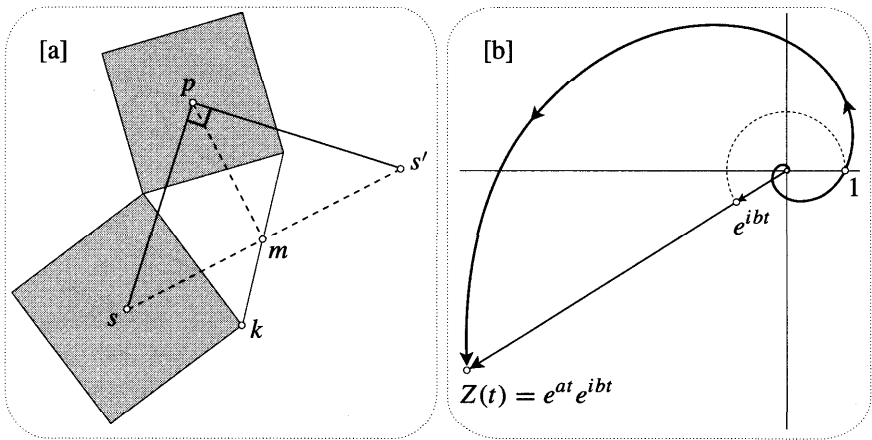 [a]
p
s'
m
s
k
[b]
1
e^{ibt}
Z(t) = e^{at} e^{ibt}